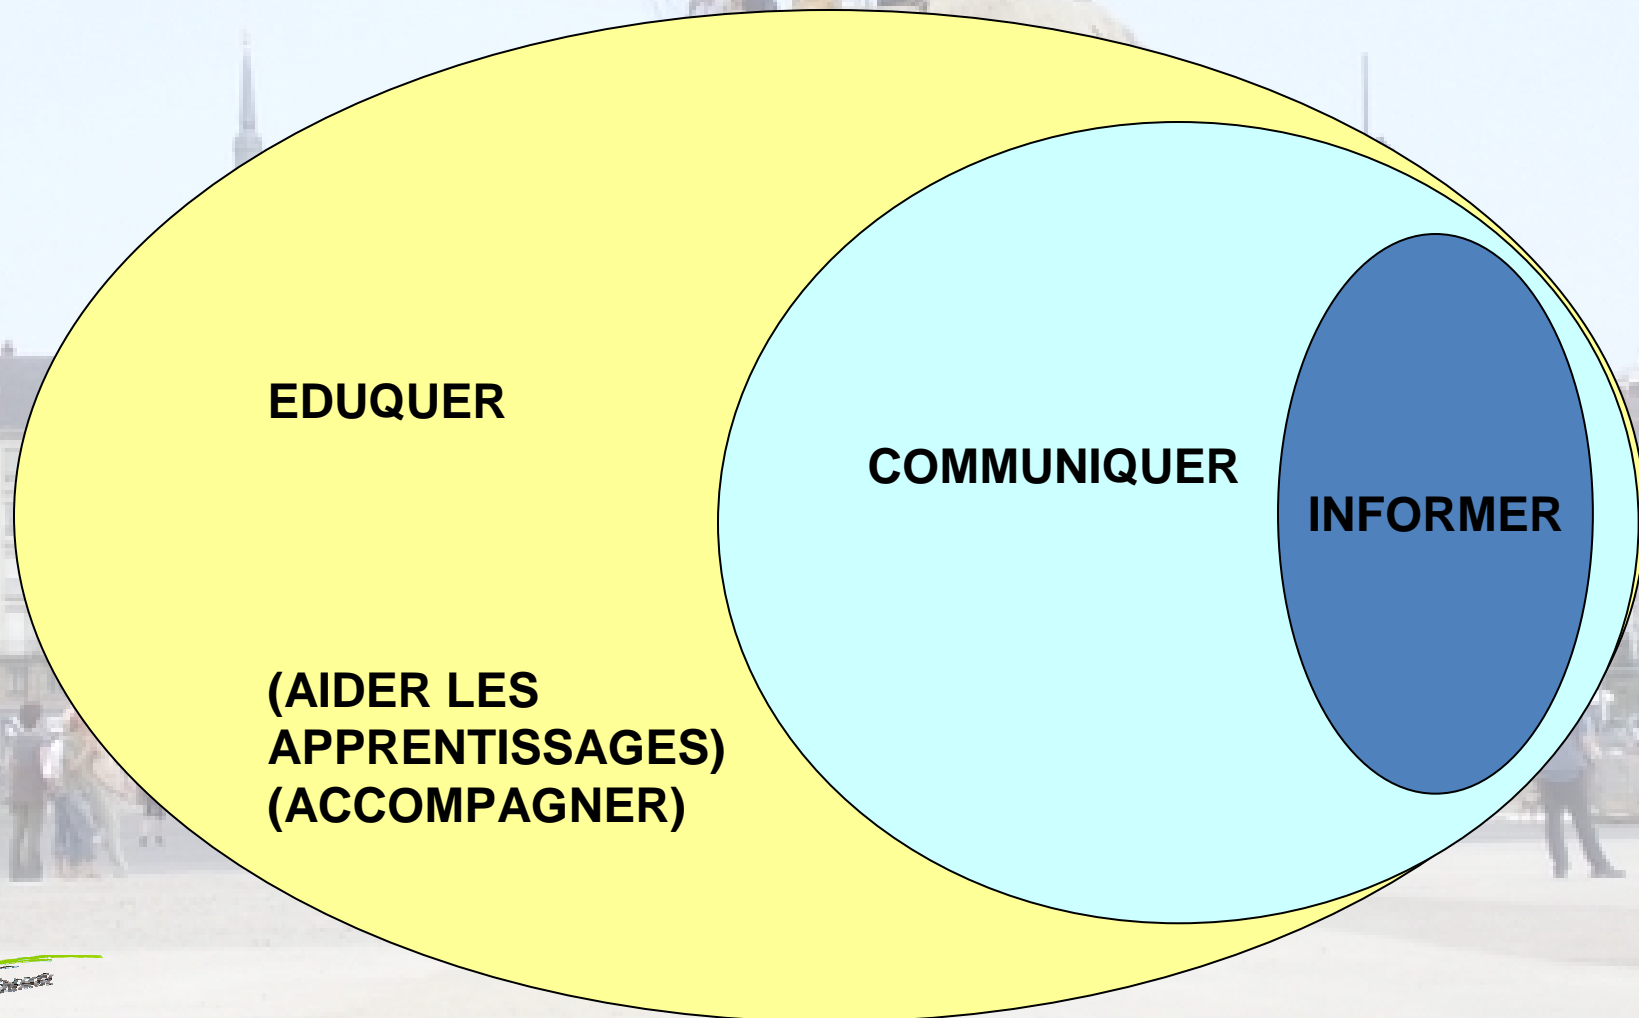 EDUQUER
COMMUNIQUER
INFORMER
(AIDER LES
APPRENTISSAGES)
(ACCOMPAGNER)